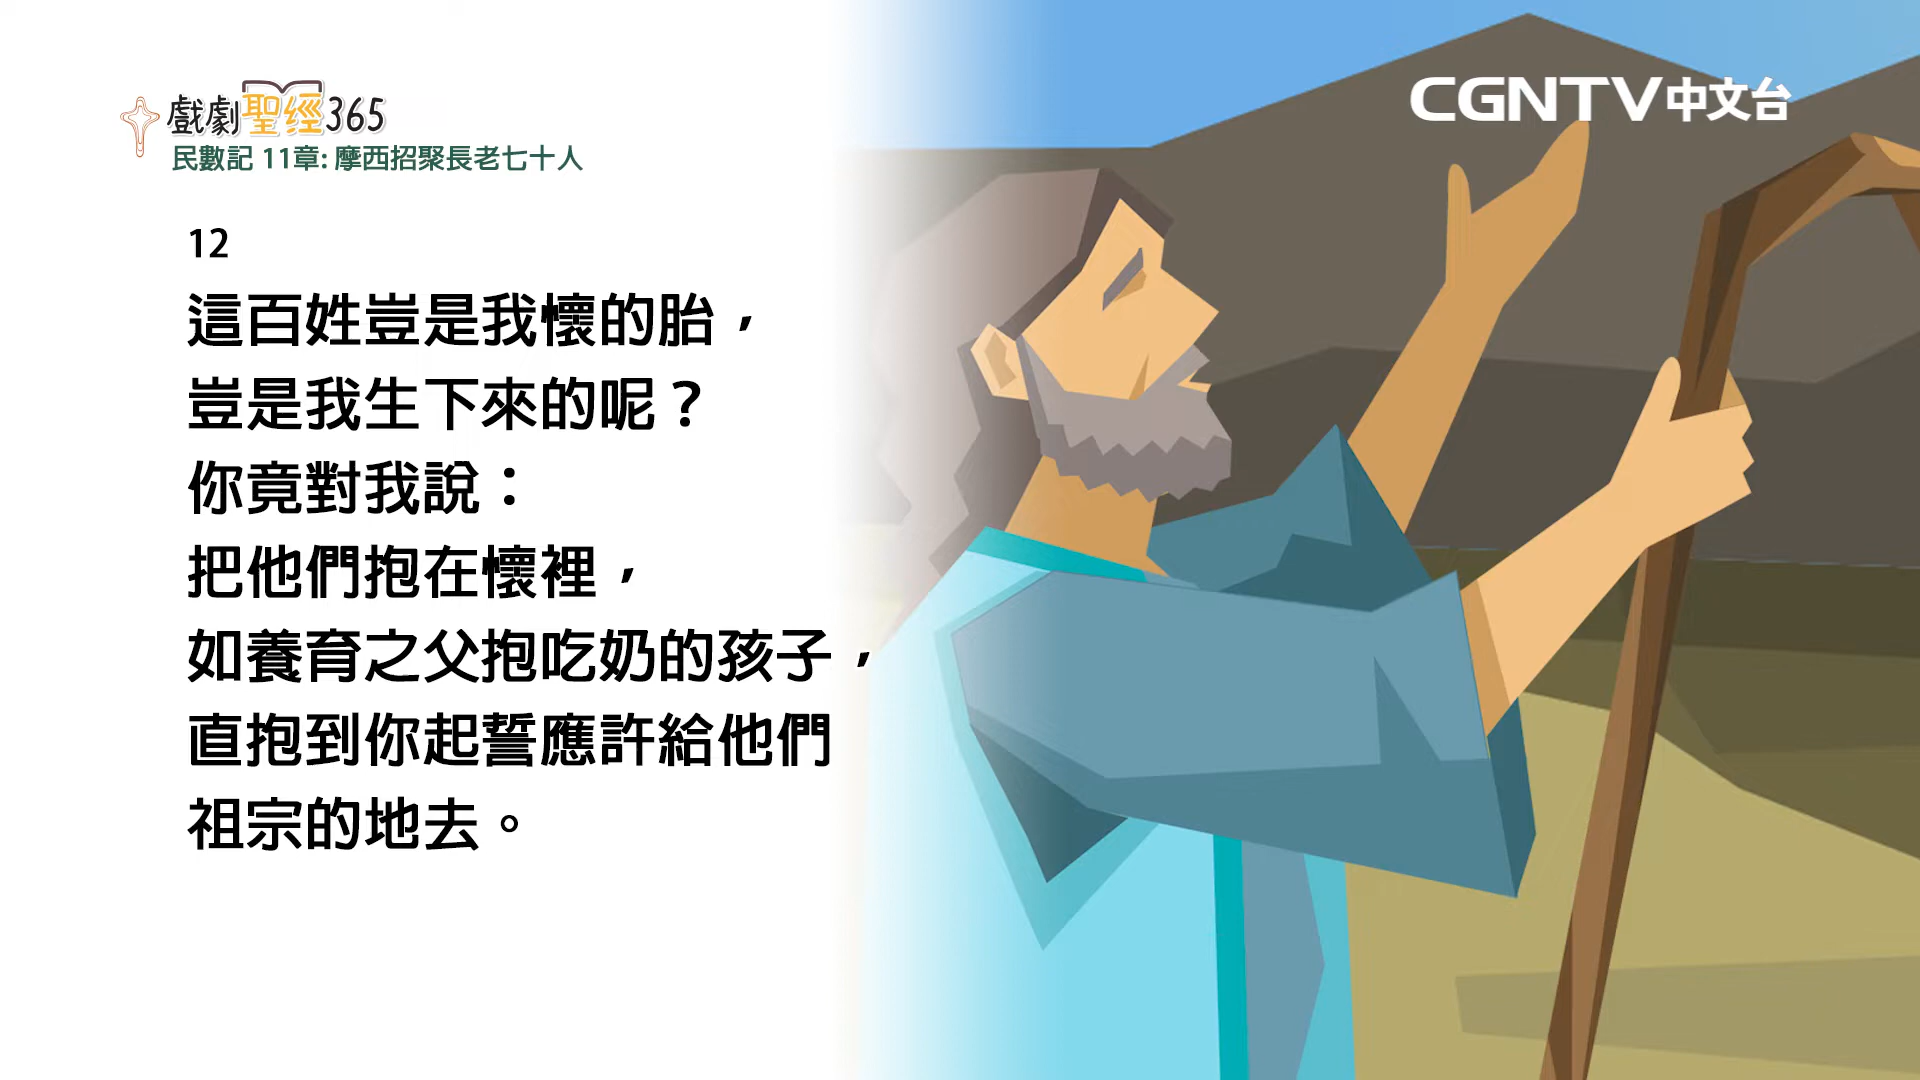 戲劇聖經365
CGNTV中文台
民數記 11章: 摩西招聚長老七十人
12
這百姓豈是我懷的胎，
豈是我生下來的呢？
你竟對我說：
把他們抱在懷裡，
如養育之父抱吃奶的孩子，
直抱到你起誓應許給他們
祖宗的地去。